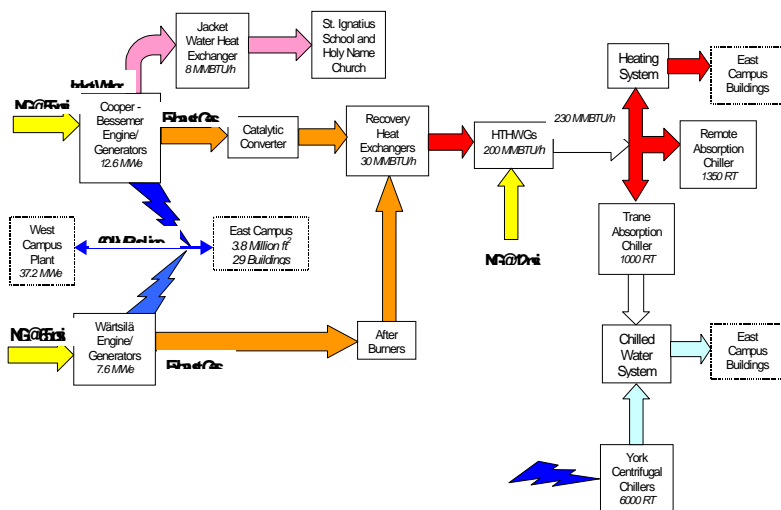 Jacket
Water Heat
Exchanger
8 MMBTU/h
St. Ignatius
School and
Holy Name
Church
Cooper -
Bessemer
Engine/
Generators
12.6 MWe
Catalytic
Converter
Recovery
Heat
Exchangers
30 MMBTU/h
HTHWGs
200 MMBTU/h
230 MMBTU/h
Heating
System
East
Campus
Buildings
Remote
Absorption
Chiller
1350 RT
Trane
Absorption
Chiller
1000 RT
West
Campus
Plant
37.2 MWe
East Campus
3.8 Million ft²
29 Buildings
Wärtsilä
Engine/
Generators
7.6 MWe
After
Burners
Chilled
Water
System
East
Campus
Buildings
York
Centrifugal
Chillers
6000 RT